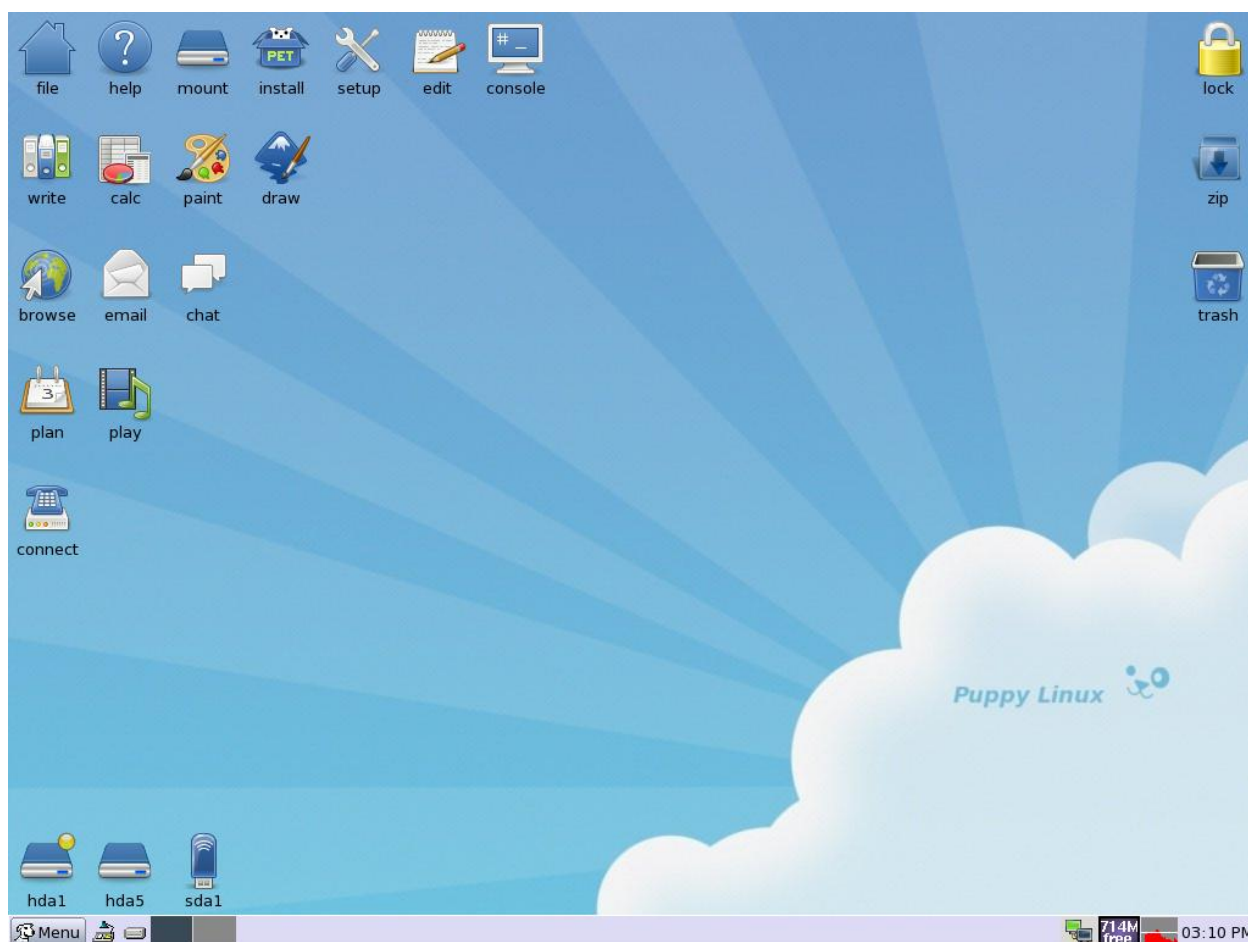 file help mount install setup edit console lock
PET
# _
write calc paint draw zip
browse email chat trash
3
plan play
connect
Puppy Linux
hda1 hda5 sda1
Menu 714M free 03:10 PM